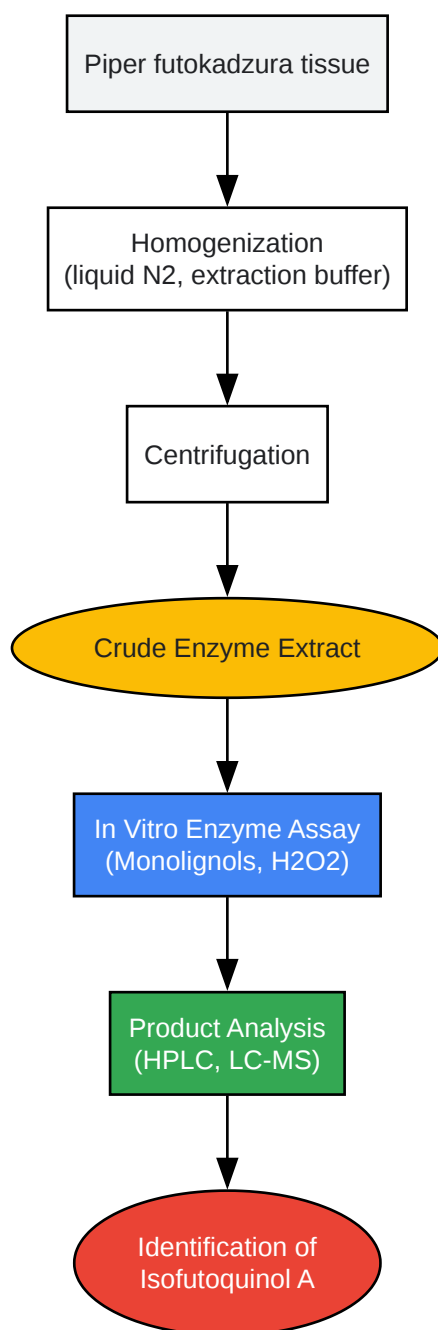 Piper futokadzura tissue
Homogenization
(liquid N2, extraction buffer)
Centrifugation
Crude Enzyme Extract
In Vitro Enzyme Assay
(Monolignols, H2O2)
Product Analysis
(HPLC, LC-MS)
Identification of
Isofutoquinol A